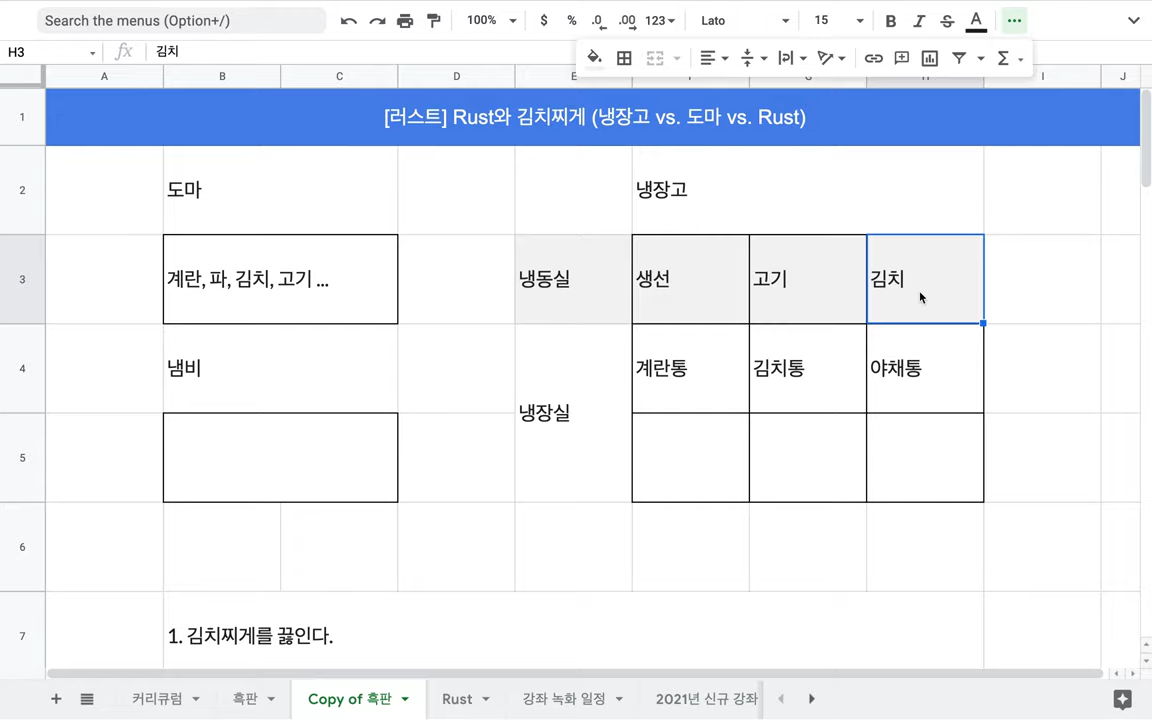 Search the menus (Option+/)
100%
$ % .0 .00 123
Lato
15
B I S A
H3
fx 김치
A B C D E F G H I J
1 [러스트] Rust와 김치찌게 (냉장고 vs. 도마 vs. Rust)
2 도마 냉장고
3 계란, 파, 김치, 고기 ... 냉동실 생선 고기 김치
4 냄비 계란통 김치통 야채통
냉장실
5
6
7 1. 김치찌게를 끓인다.
커리큐럼 흑판 Copy of 흑판 Rust 강좌 녹화 일정 2021년 신규 강좌